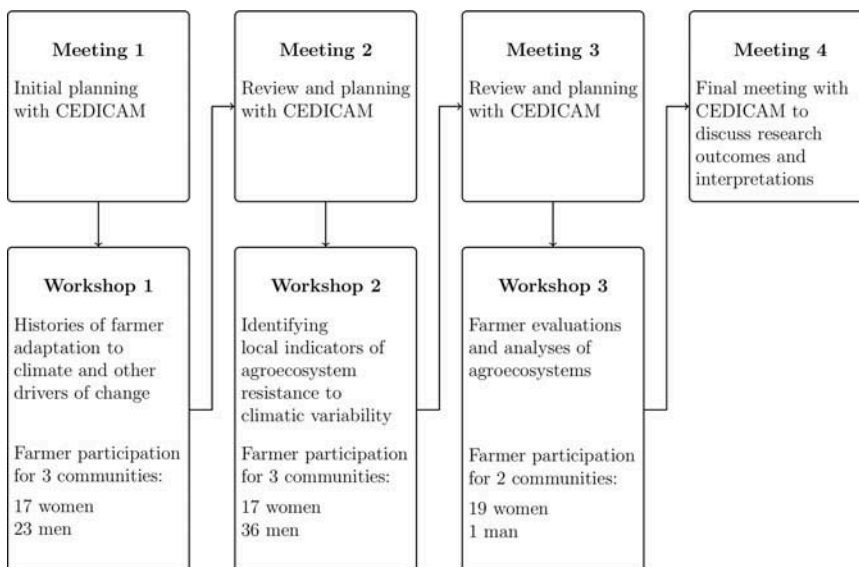 Meeting 1
Initial planning
with CEDICAM
Meeting 2
Review and planning
with CEDICAM
Meeting 3
Review and planning
with CEDICAM
Meeting 4
Final meeting with
CEDICAM to
discuss research
outcomes and
interpretations
Workshop 1
Histories of farmer
adaptation to
climate and other
drivers of change
Farmer participation
for 3 communities:
17 women
23 men
Workshop 2
Identifying
local indicators of
agroecosystem
resistance to
climatic variability
Farmer participation
for 3 communities:
17 women
36 men
Workshop 3
Farmer evaluations
and analyses of
agroecosystems
Farmer participation
for 2 communities:
19 women
1 man